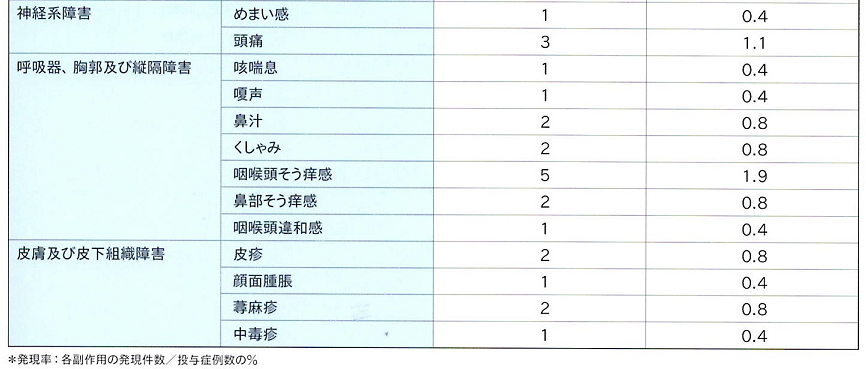 神経系障害 めまい感 1 0.4
頭痛 3 1.1
呼吸器、胸郭及び縦隔障害 咳喘息 1 0.4
嗄声 1 0.4
鼻汁 2 0.8
くしゃみ 2 0.8
咽喉頭そう痒感 5 1.9
鼻部そう痒感 2 0.8
咽喉頭違和感 1 0.4
皮膚及び皮下組織障害 皮疹 2 0.8
顔面腫脹 1 0.4
蕁麻疹 2 0.8
中毒疹 1 0.4
*発現率:各副作用の発現件数/投与症例数の%